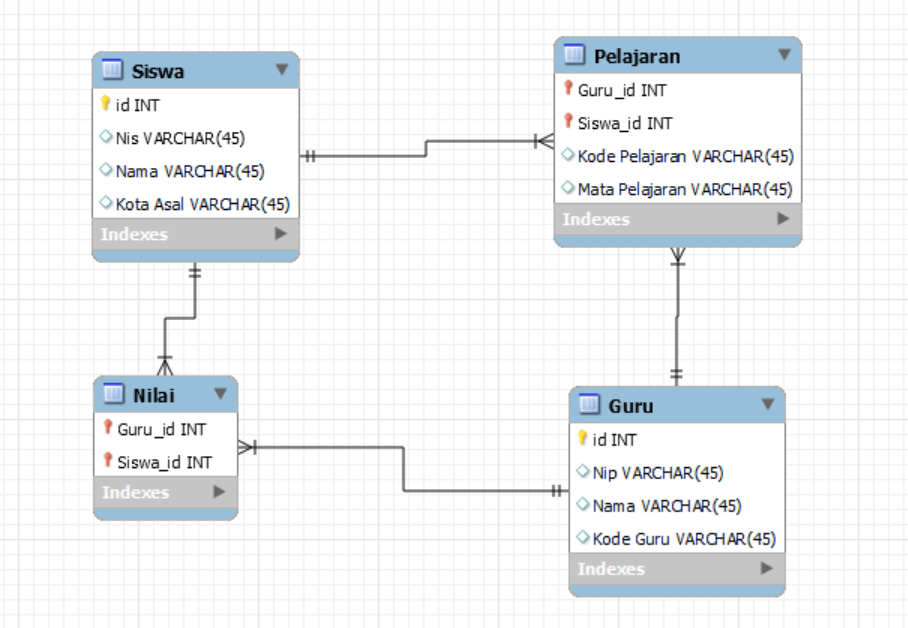 Siswa
id INT
Nis VARCHAR(45)
Nama VARCHAR(45)
Kota Asal VARCHAR(45)
Indexes
Pelajaran
Guru_id INT
Siswa_id INT
Kode Pelajaran VARCHAR(45)
Mata Pelajaran VARCHAR(45)
Indexes
Nilai
Guru_id INT
Siswa_id INT
Indexes
Guru
id INT
Nip VARCHAR(45)
Nama VARCHAR(45)
Kode Guru VARCHAR(45)
Indexes